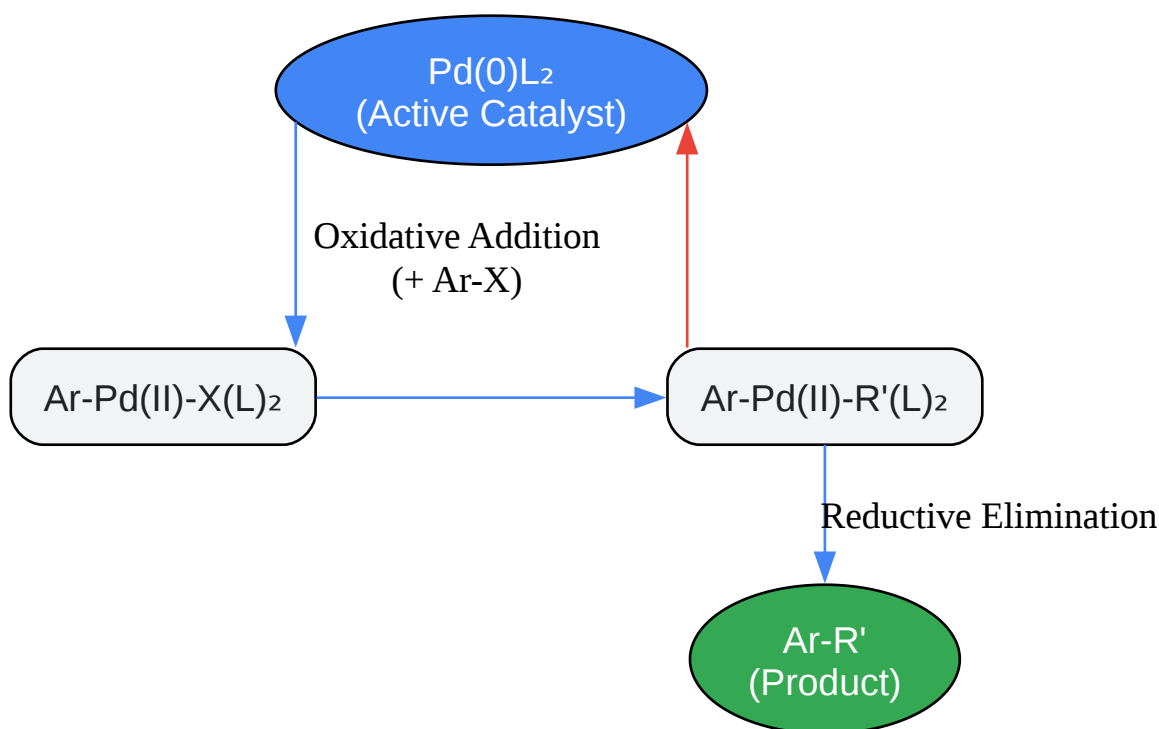 Pd(0)L₂
(Active Catalyst)
Oxidative Addition
(+ Ar-X)
Ar-Pd(II)-X(L)₂
Ar-Pd(II)-R'(L)₂
Reductive Elimination
Ar-R'
(Product)